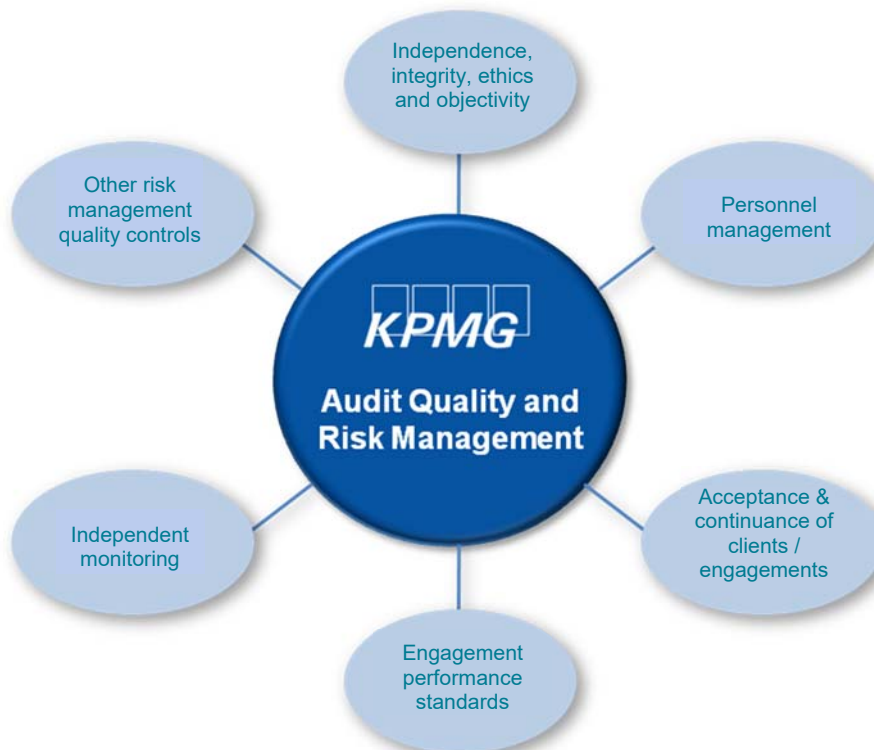 Independence,
integrity, ethics
and objectivity
Other risk
management
quality controls
Personnel
management
KPMG
Audit Quality and
Risk Management
Independent
monitoring
Acceptance &
continuance of
clients /
engagements
Engagement
performance
standards